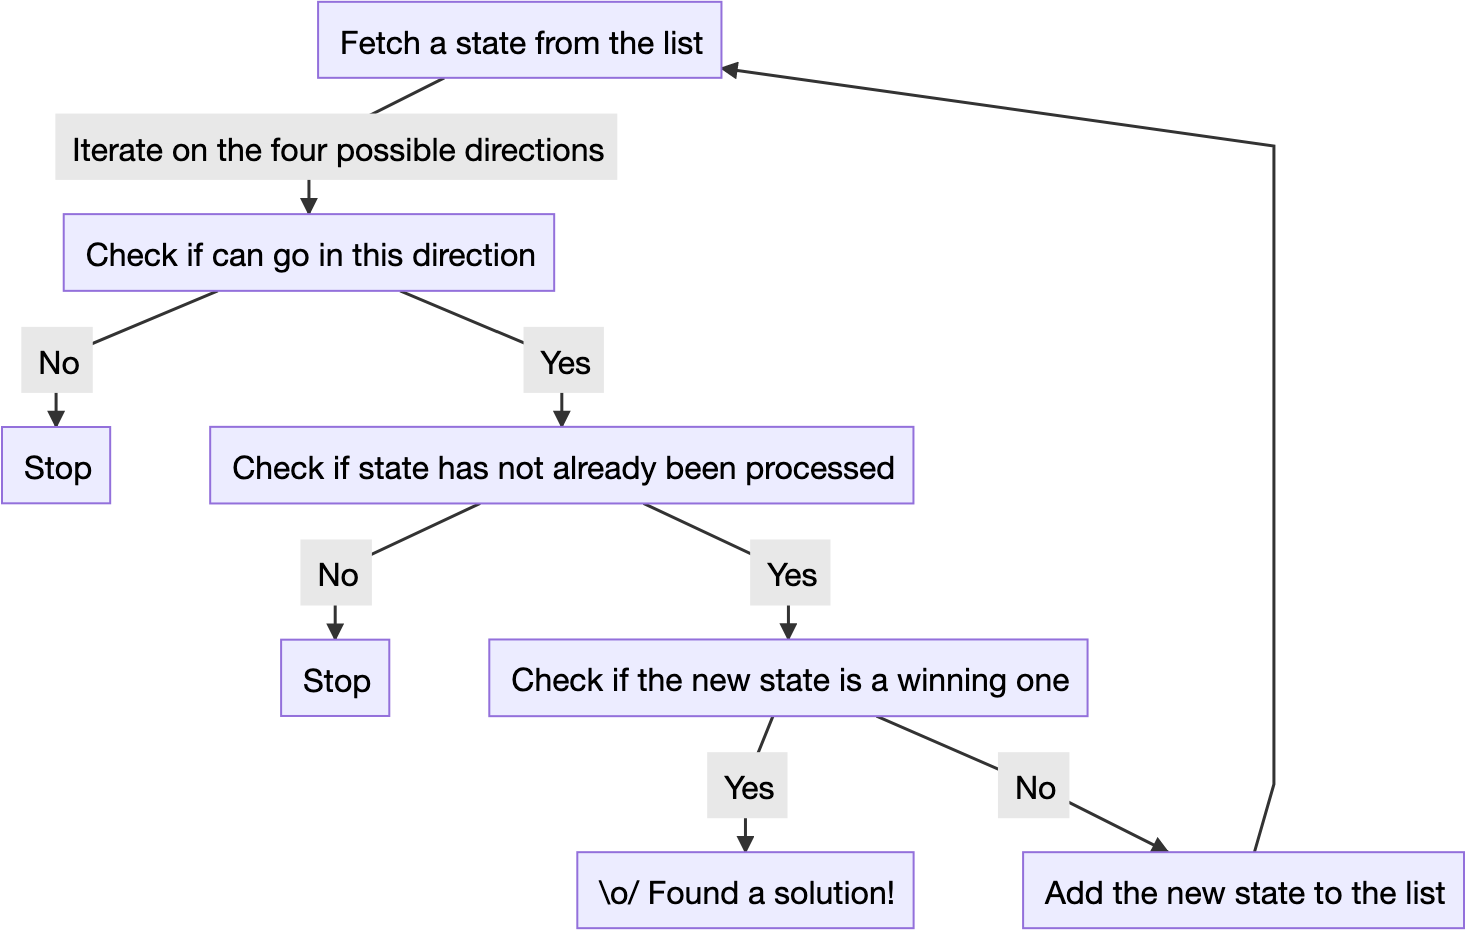 Fetch a state from the list
Iterate on the four possible directions
Check if can go in this direction
No
Yes
Stop
Check if state has not already been processed
No
Yes
Stop
Check if the new state is a winning one
Yes
No
\o/ Found a solution!
Add the new state to the list